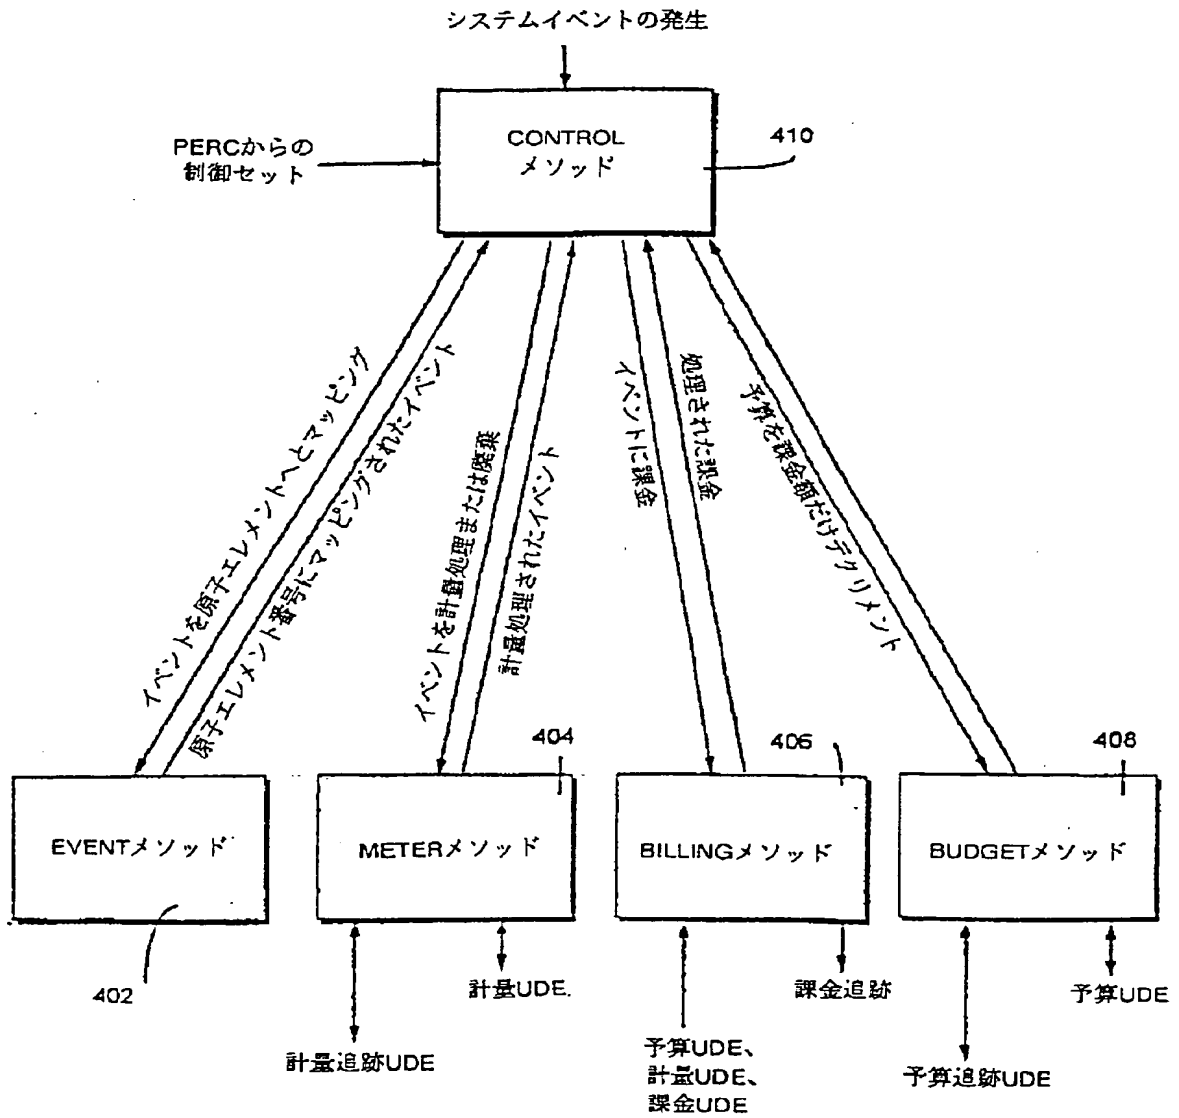 システムイベントの発生
PERCからの
制御セット
CONTROL
メソッド
410
イベントを原子エレメントへとマッピング
原子エレメント番号にマッピングされたイベント
イベントを計量処理または廃棄
計量処理されたイベント
イベントに課金
処理された課金
予算を課金額だけデクリメント
EVENTメソッド
402
METERメソッド
404
BILLINGメソッド
406
BUDGETメソッド
408
計量UDE.
計量追跡UDE
課金追跡
予算UDE、
計量UDE、
課金UDE
予算UDE
予算追跡UDE